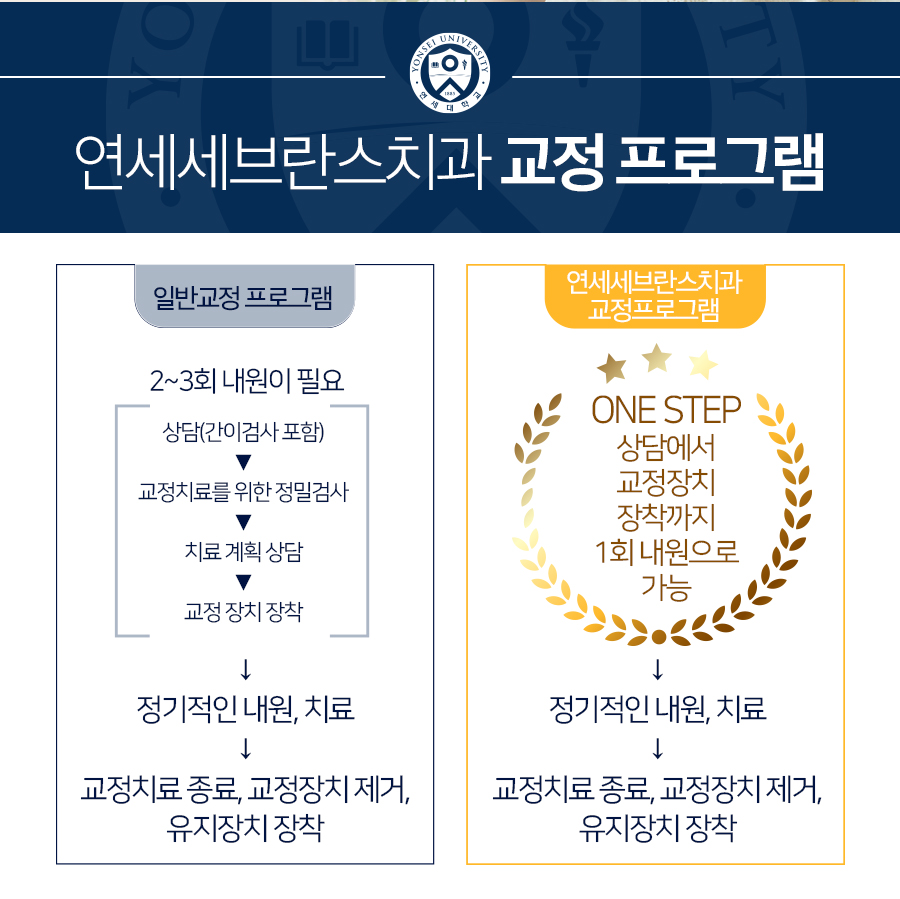 YONSEI UNIVERSITY
1885
연세대학교
연세세브란스치과 교정 프로그램
일반교정 프로그램
2~3회 내원이 필요
상담(간이검사 포함)
▼
교정치료를 위한 정밀검사
▼
치료 계획 상담
▼
교정 장치 장착
↓
정기적인 내원, 치료
↓
교정치료 종료, 교정장치 제거,
유지장치 장착
연세세브란스치과
교정프로그램
ONE STEP
상담에서
교정장치
장착까지
1회 내원으로
가능
↓
정기적인 내원, 치료
↓
교정치료 종료, 교정장치 제거,
유지장치 장착